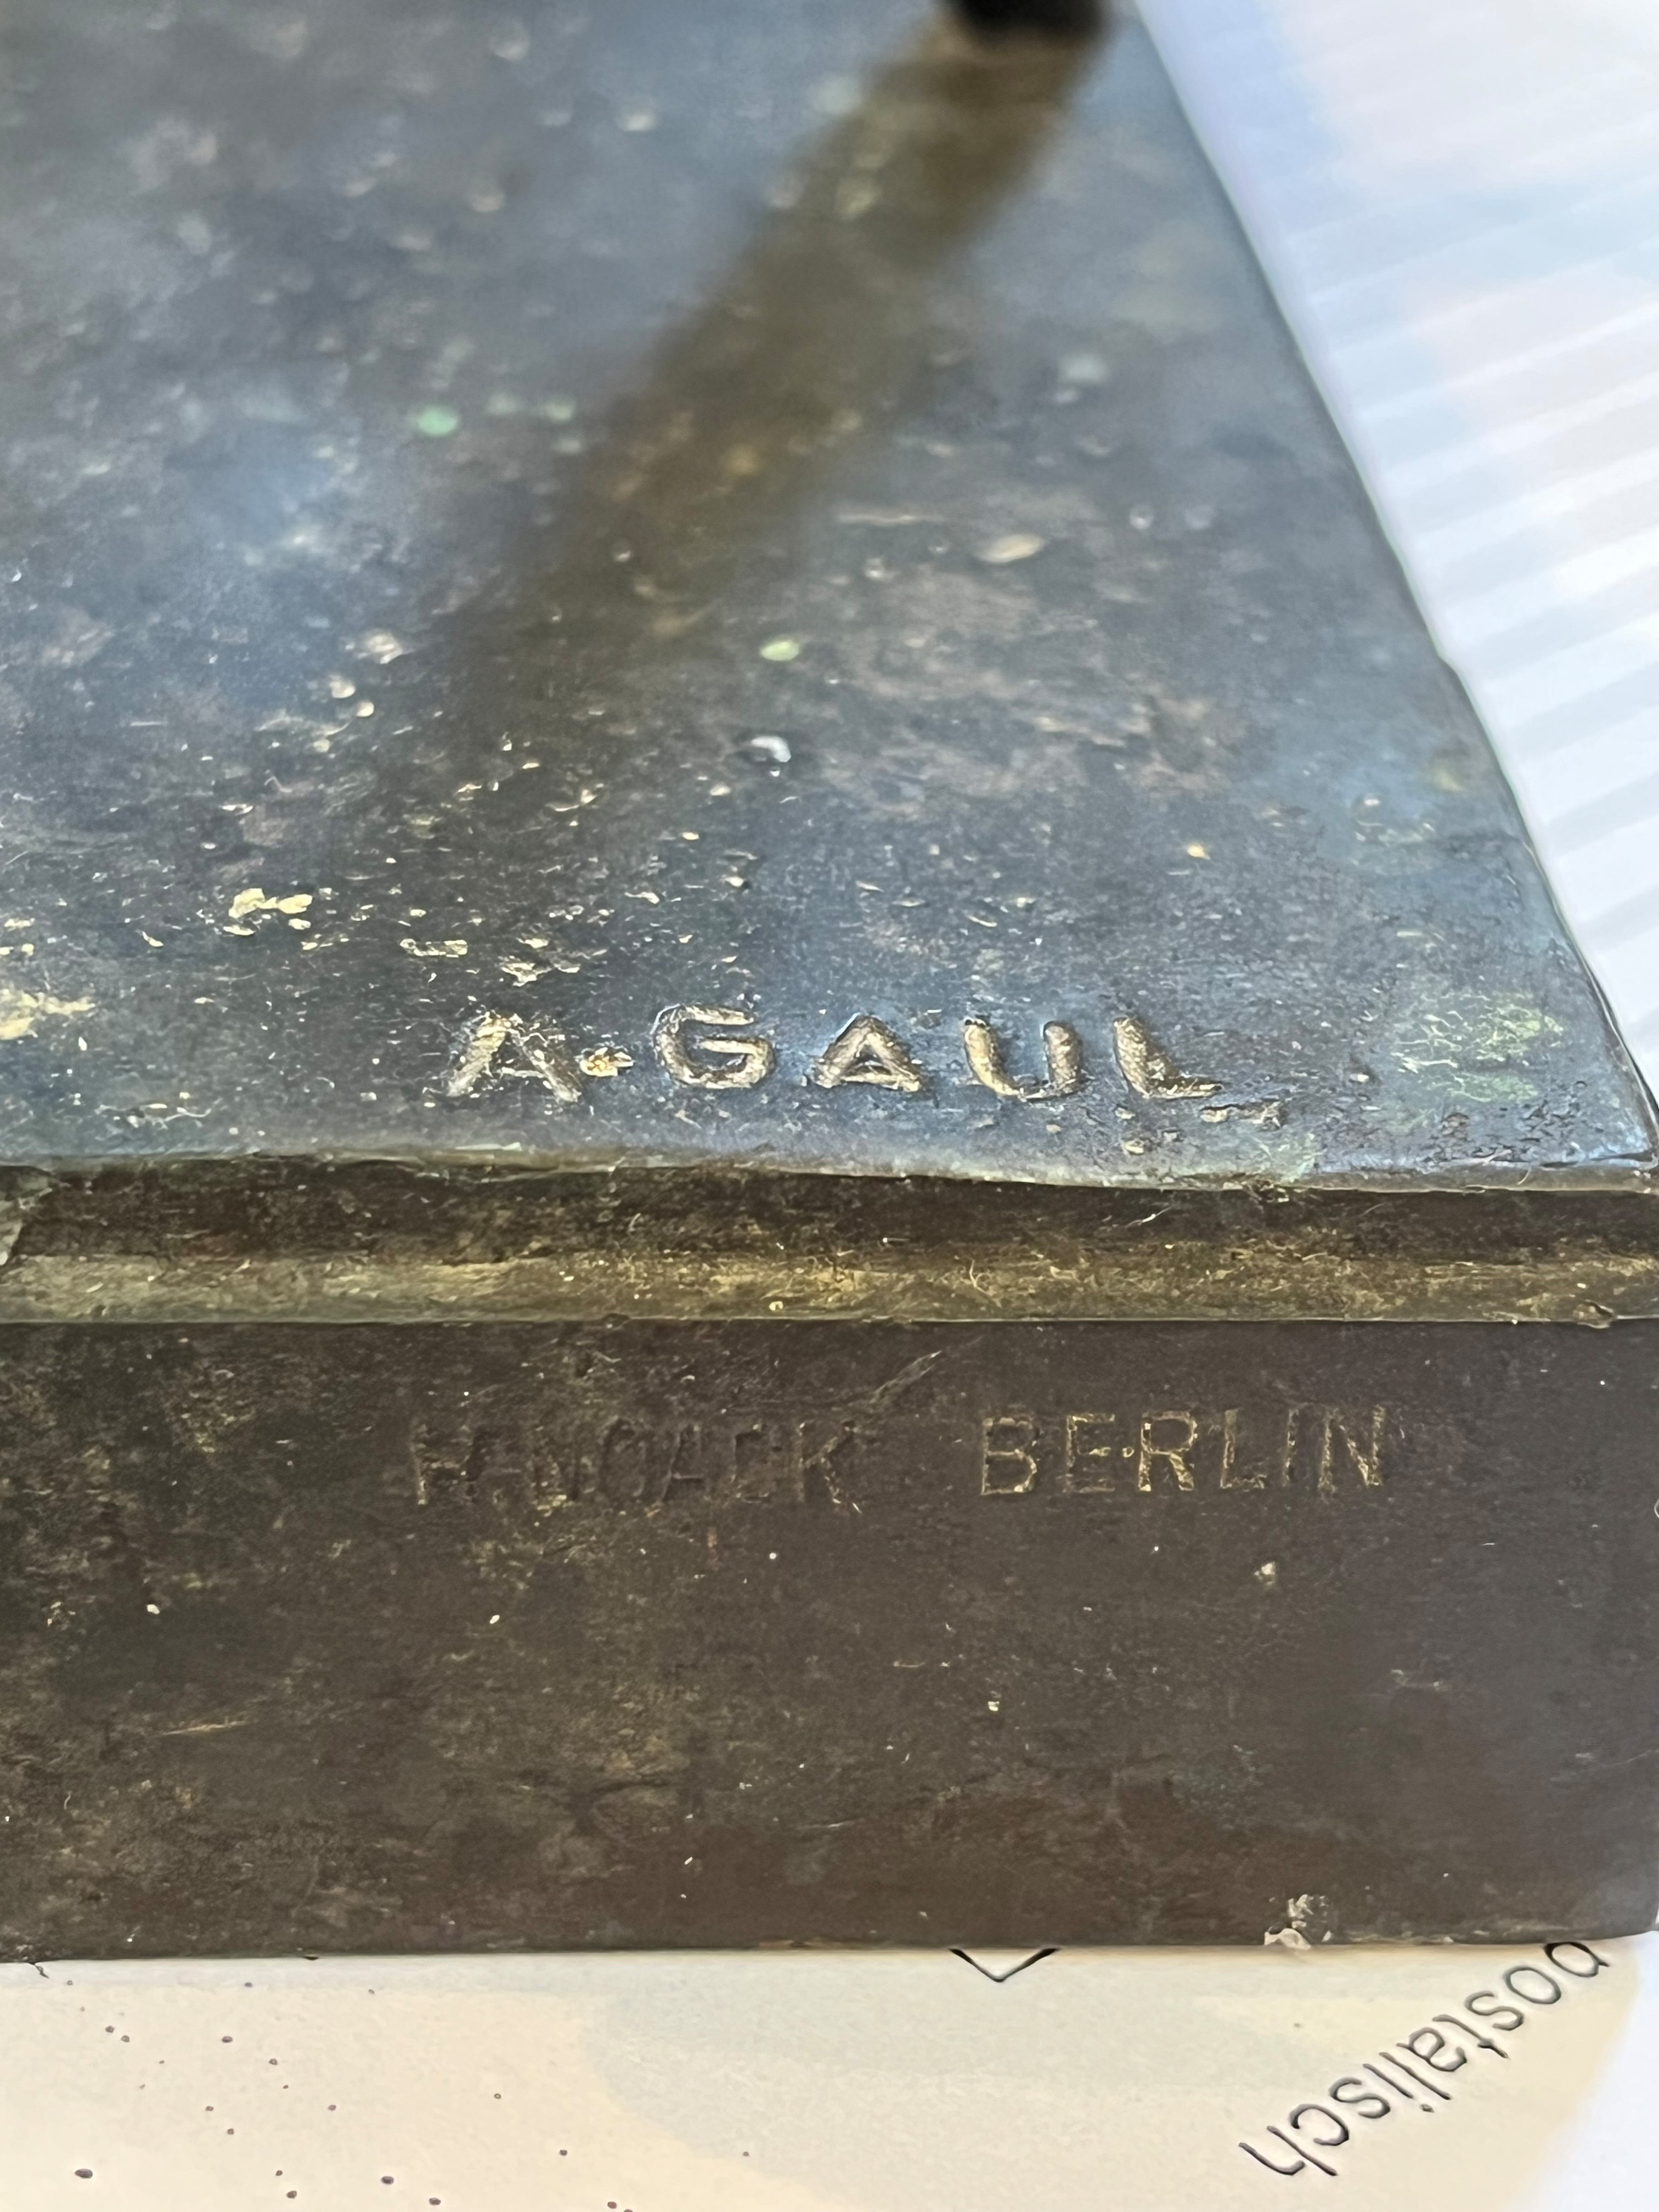 A·GAUL
H.NOACK BERLIN
postalisch